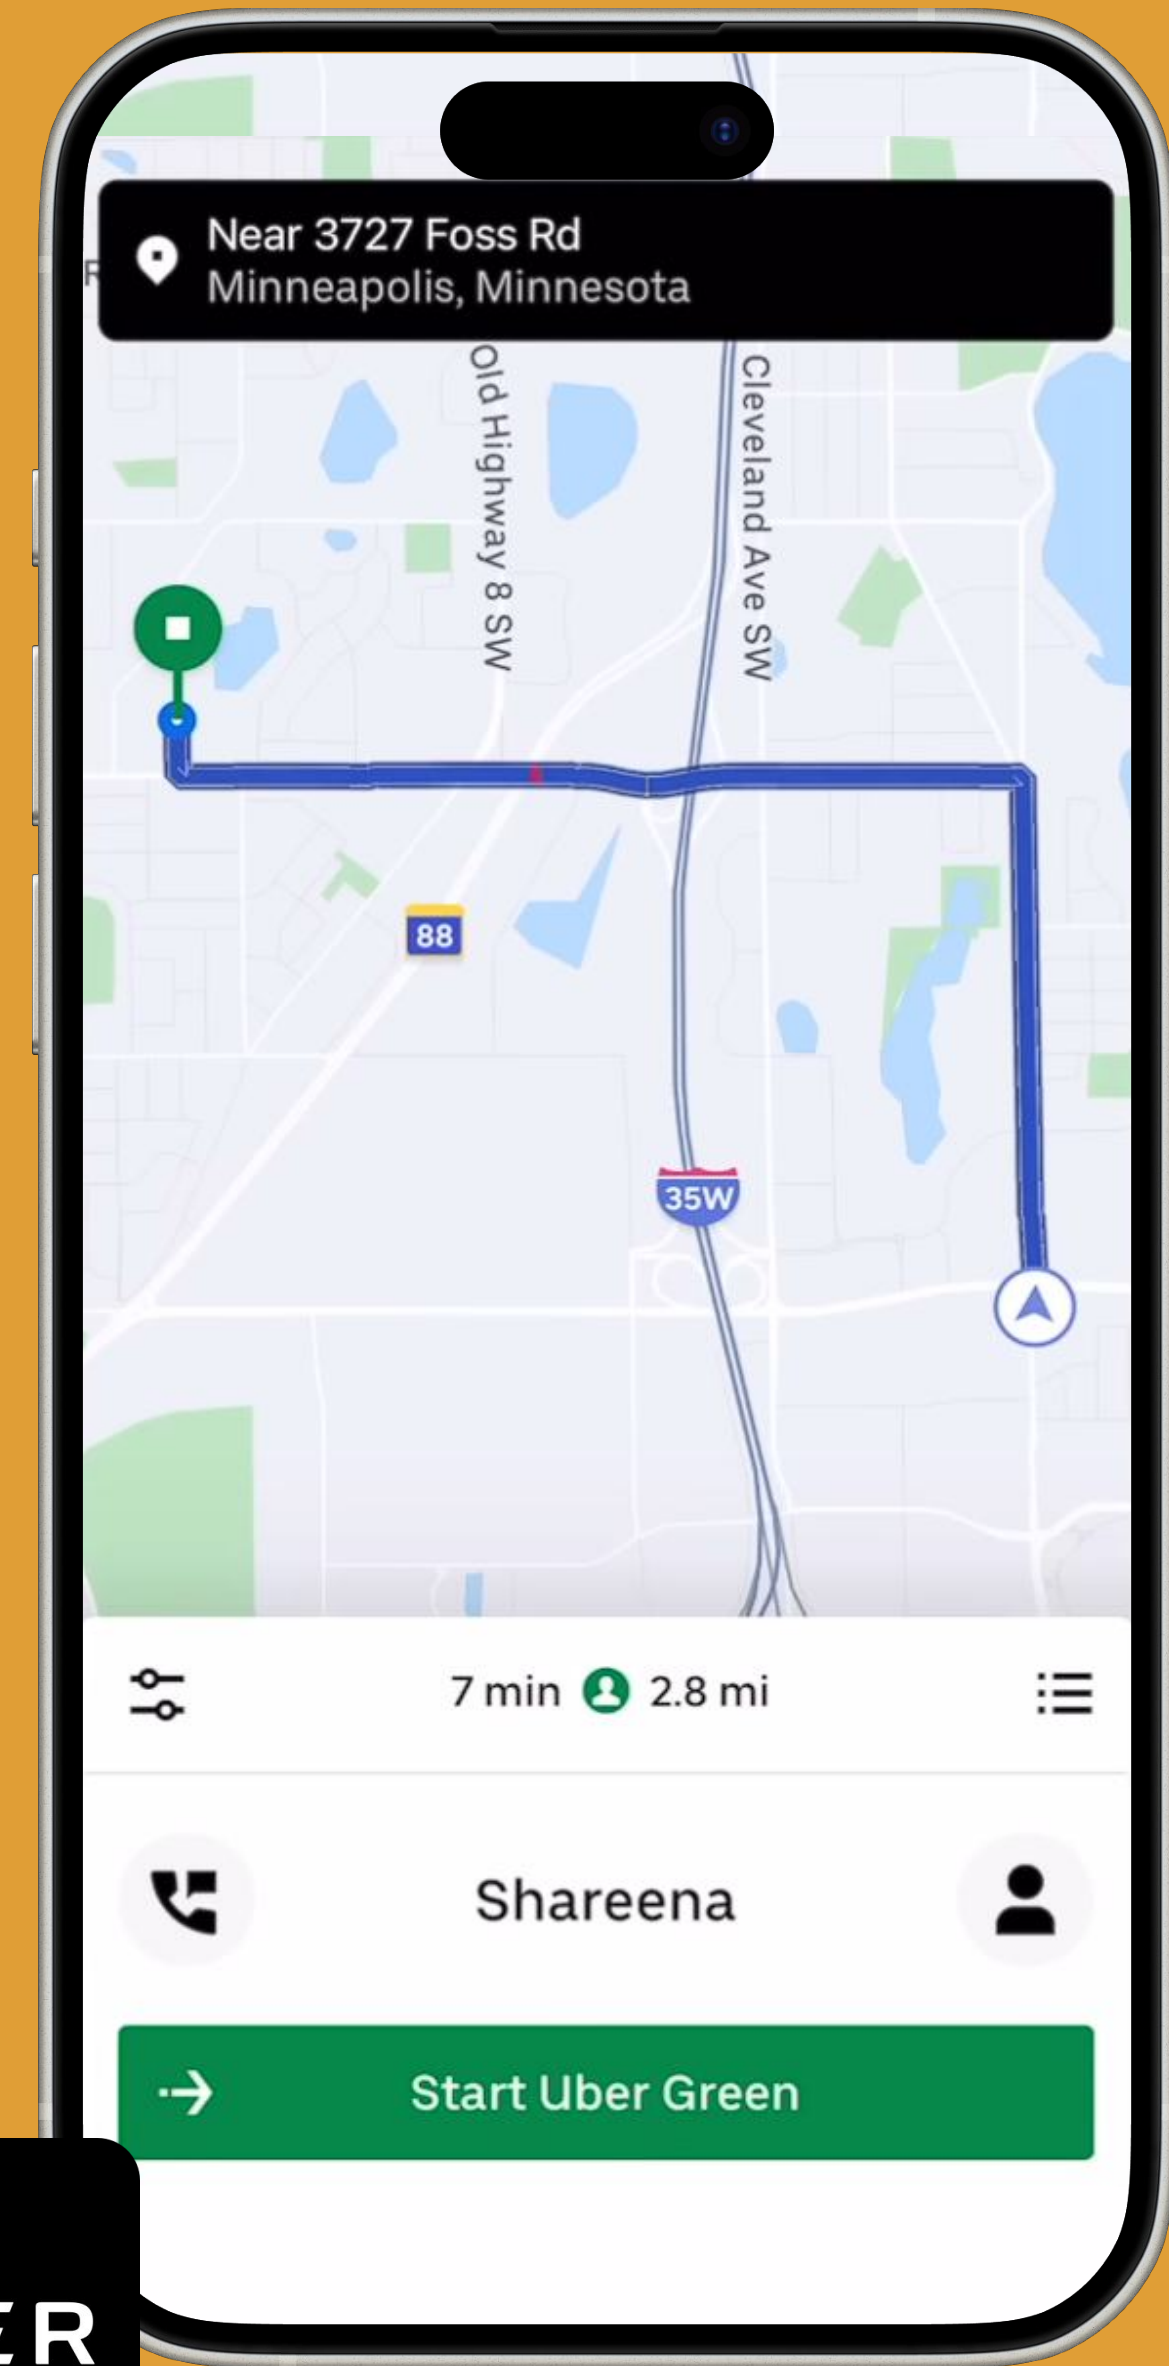 Near 3727 Foss Rd
Minneapolis, Minnesota
R
Old Highway 8 SW
Cleveland Ave SW
88
35W
7 min 2.8 mi
Shareena
Start Uber Green
ER